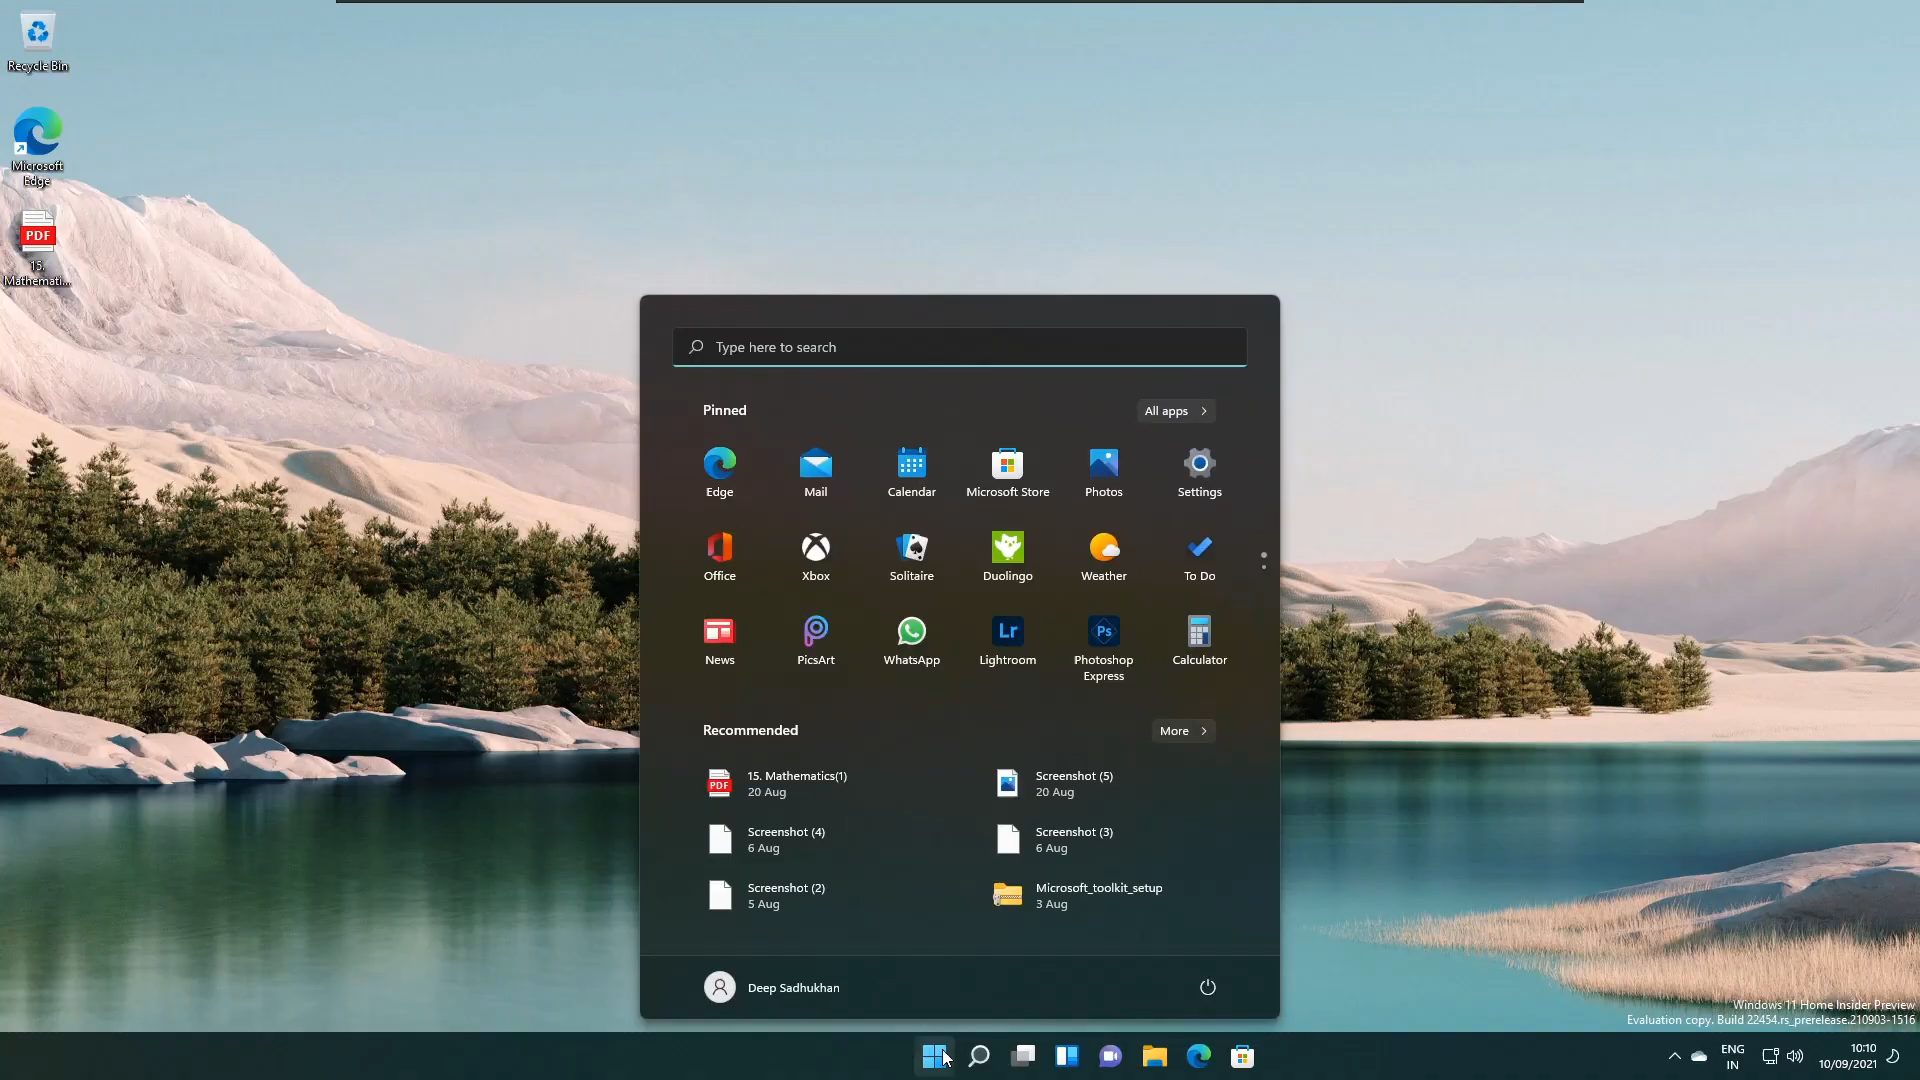 Recycle Bin
Microsoft
Edge
PDF
15.
Mathemati...
Type here to search
Pinned
All apps
Edge
Mail
Calendar
Microsoft Store
Photos
Settings
Office
Xbox
Solitaire
Duolingo
Weather
To Do
Lr
Ps
News
PicsArt
WhatsApp
Lightroom
Photoshop
Express
Calculator
Recommended
More
PDF
15. Mathematics(1)
20 Aug
Screenshot (5)
20 Aug
Screenshot (4)
6 Aug
Screenshot (3)
6 Aug
Screenshot (2)
5 Aug
Microsoft_toolkit_setup
3 Aug
Deep Sadhukhan
Windows 11 Home Insider Preview
Evaluation copy. Build 22454.rs_prerelease.210903-1516
ENG
IN
10:10
10/09/2021